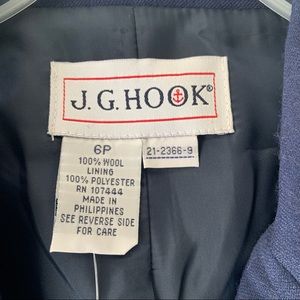 J.G. HOOK®
6P
100% WOOL
LINING
100% POLYESTER
RN 107444
MADE IN
PHILIPPINES
SEE REVERSE SIDE
FOR CARE
21-2366-9